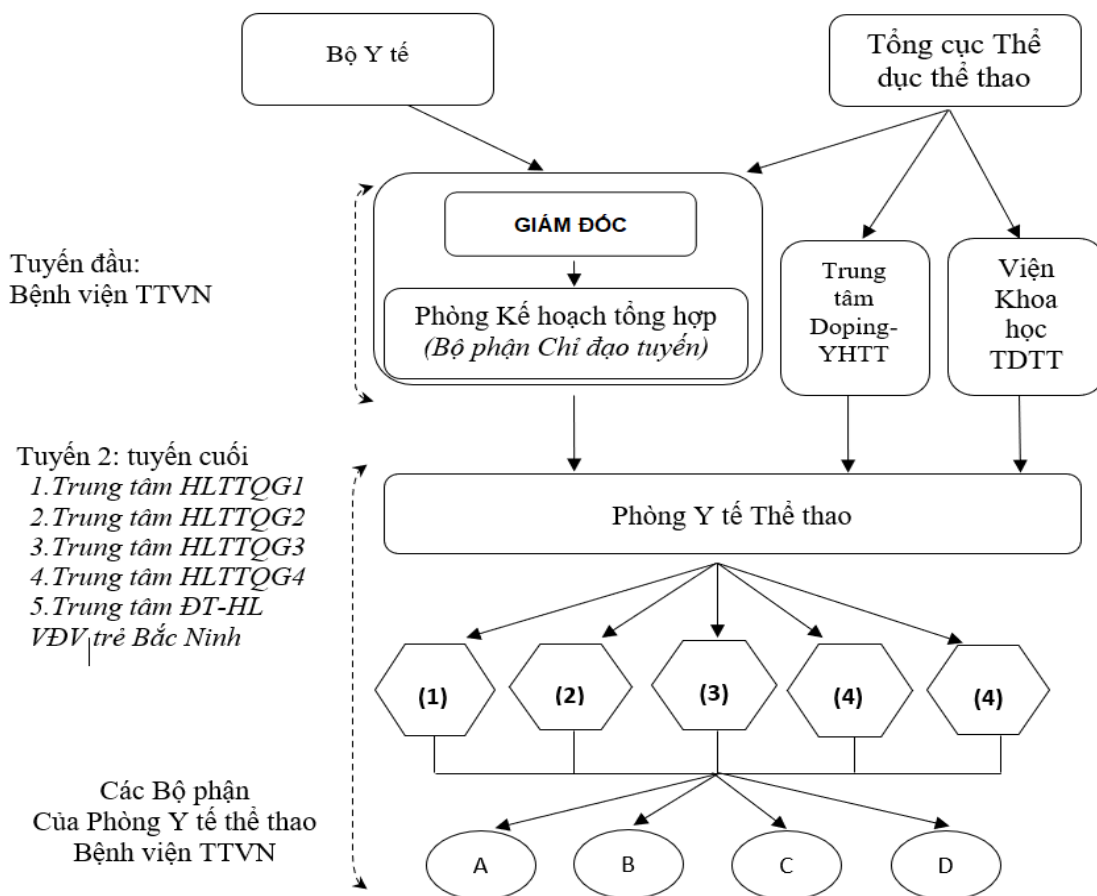 Bộ Y tế
Tổng cục Thể
dục thể thao
Tuyến đầu:
Bệnh viện TTVN
GIÁM ĐỐC
Phòng Kế hoạch tổng hợp
(Bộ phận Chỉ đạo tuyến)
Trung
tâm
Doping-
YHTT
Viện
Khoa
học
TDTT
Tuyến 2: tuyến cuối
1.Trung tâm HLTTQG1
2.Trung tâm HLTTQG2
3.Trung tâm HLTTQG3
4.Trung tâm HLTTQG4
5.Trung tâm ĐT-HL
VĐV trẻ Bắc Ninh
Phòng Y tế Thể thao
(1)
(2)
(3)
(4)
(4)
Các Bộ phận
Của Phòng Y tế thể thao
Bệnh viện TTVN
A
B
C
D